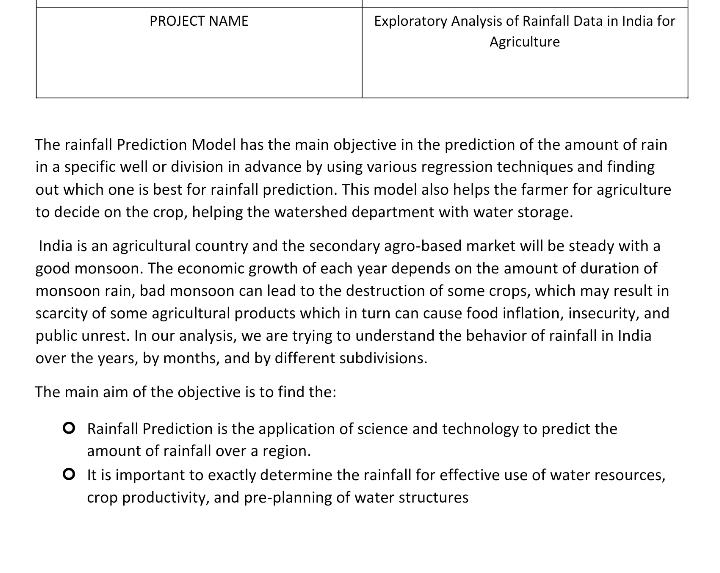 PROJECT NAME
Exploratory Analysis of Rainfall Data in India for
Agriculture
The rainfall Prediction Model has the main objective in the prediction of the amount of rain
in a specific well or division in advance by using various regression techniques and finding
out which one is best for rainfall prediction. This model also helps the farmer for agriculture
to decide on the crop, helping the watershed department with water storage.
India is an agricultural country and the secondary agro-based market will be steady with a
good monsoon. The economic growth of each year depends on the amount of duration of
monsoon rain, bad monsoon can lead to the destruction of some crops, which may result in
scarcity of some agricultural products which in turn can cause food inflation, insecurity, and
public unrest. In our analysis, we are trying to understand the behavior of rainfall in India
over the years, by months, and by different subdivisions.
The main aim of the objective is to find the:
Rainfall Prediction is the application of science and technology to predict the
amount of rainfall over a region.
It is important to exactly determine the rainfall for effective use of water resources,
crop productivity, and pre-planning of water structures